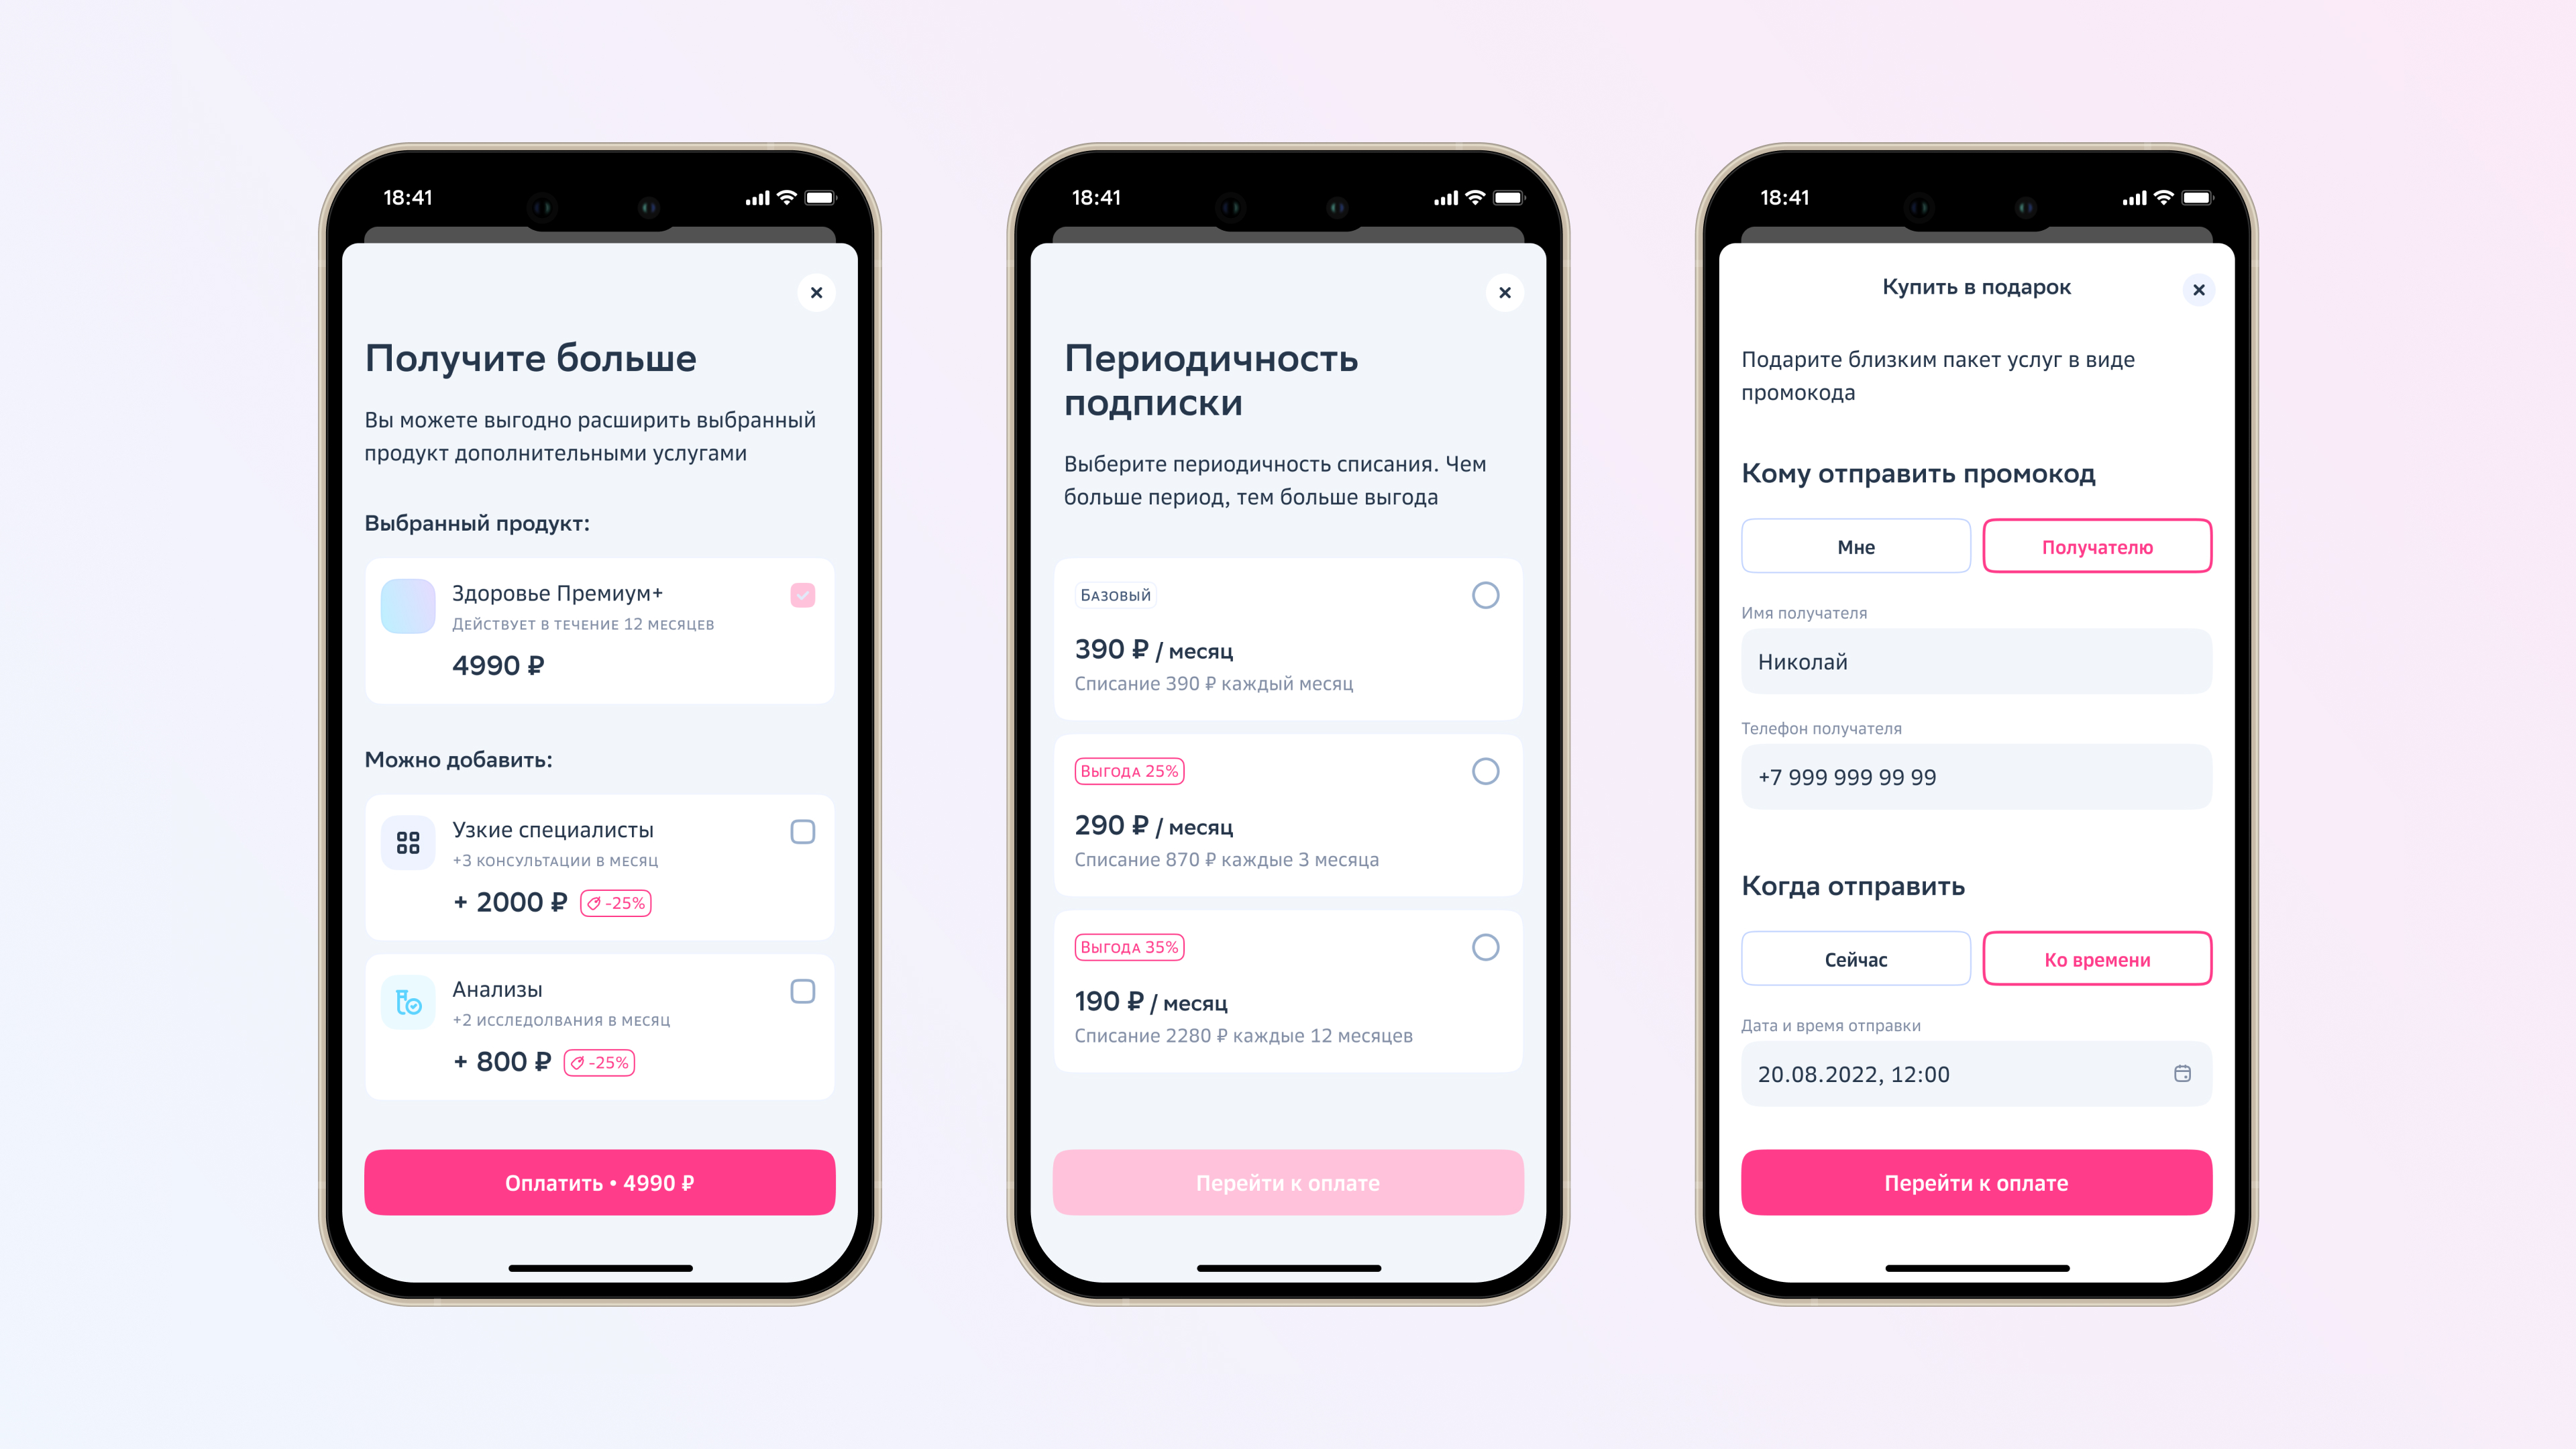 18:41
Получите больше
Вы можете выгодно расширить выбранный
продукт дополнительными услугами
Выбранный продукт:
Здоровье Премиум+
Действует в течение 12 месяцев
4990 ₽
Можно добавить:
Узкие специалисты
+3 консультации в месяц
+ 2000 ₽ -25%
Анализы
+2 исследолвания в месяц
+ 800 ₽ -25%
Оплатить • 4990 ₽
18:41
Периодичность
подписки
Выберите периодичность списания. Чем
больше период, тем больше выгода
Базовый
390 ₽ / месяц
Списание 390 ₽ каждый месяц
Выгода 25%
290 ₽ / месяц
Списание 870 ₽ каждые 3 месяца
Выгода 35%
190 ₽ / месяц
Списание 2280 ₽ каждые 12 месяцев
Перейти к оплате
18:41
Купить в подарок
Подарите близким пакет услуг в виде
промокода
Кому отправить промокод
Мне Получателю
Имя получателя
Николай
Телефон получателя
+7 999 999 99 99
Когда отправить
Сейчас Ко времени
Дата и время отправки
20.08.2022, 12:00
Перейти к оплате